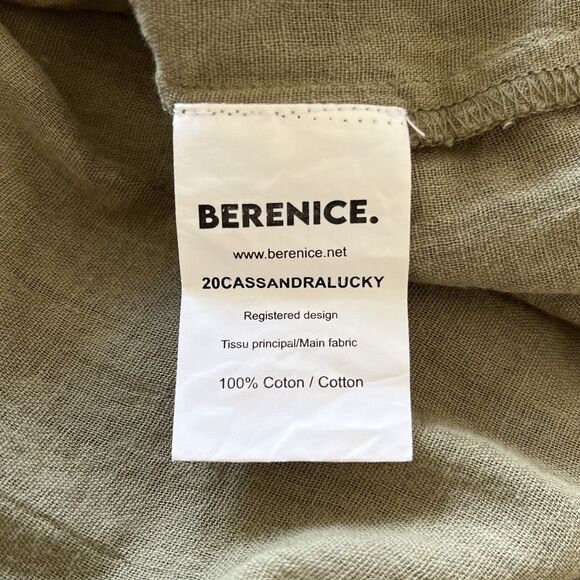 BERENICE.
www.berenice.net
20CASSANDRALUCKY
Registered design
Tissu principal/Main fabric
100% Coton / Cotton